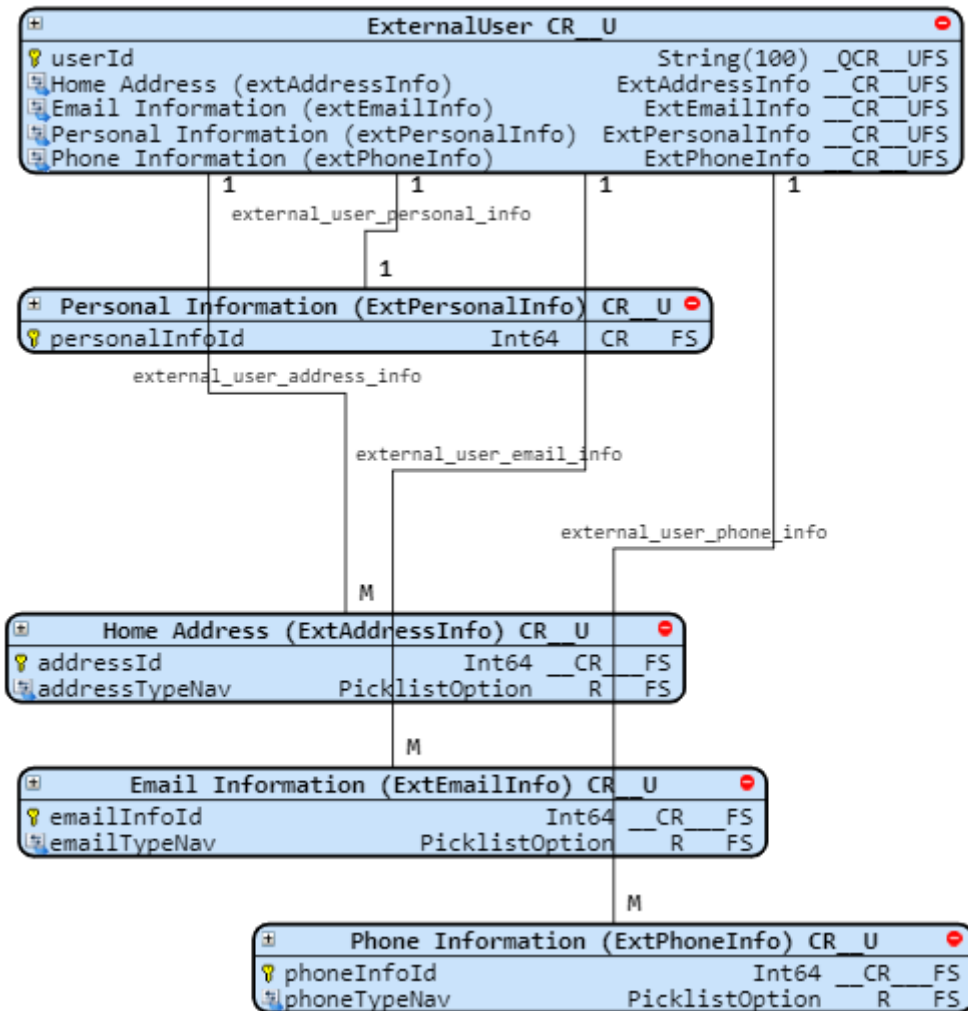 ExternalUser CR__U
userId String(100) _QCR__UFS
Home Address (extAddressInfo) ExtAddressInfo __CR__UFS
Email Information (extEmailInfo) ExtEmailInfo __CR__UFS
Personal Information (extPersonalInfo) ExtPersonalInfo __CR__UFS
Phone Information (extPhoneInfo) ExtPhoneInfo __CR__UFS
1 1 1 1
external_user_personal_info
1
Personal Information (ExtPersonalInfo) CR__U
personalInfoId Int64 CR FS
external_user_address_info
external_user_email_info
external_user_phone_info
M
Home Address (ExtAddressInfo) CR__U
addressId Int64 __CR___FS
addressTypeNav PicklistOption R FS
M
Email Information (ExtEmailInfo) CR__U
emailInfoId Int64 __CR___FS
emailTypeNav PicklistOption R FS
M
Phone Information (ExtPhoneInfo) CR__U
phoneInfoId Int64 __CR___FS
phoneTypeNav PicklistOption R FS